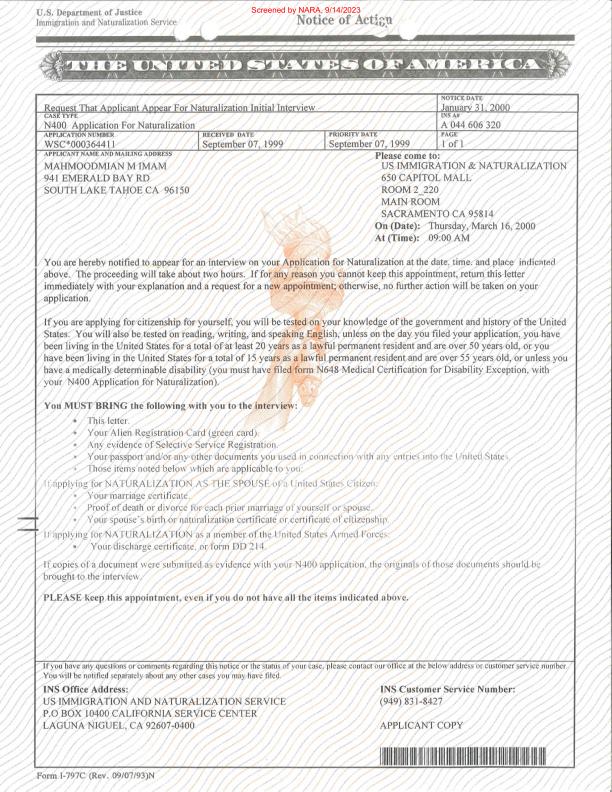 Screened by NARA, 9/14/2023
U.S. Department of Justice
Immigration and Naturalization Service
Notice of Action
THE UNITED STATES OF AMERICA
Request That Applicant Appear For Naturalization Initial Interview
NOTICE DATE
January 31, 2000
CASE TYPE
N400 Application For Naturalization
INS A#
A 044 606 320
APPLICATION NUMBER
WSC*000364411
RECEIVED DATE
September 07, 1999
PRIORITY DATE
September 07, 1999
PAGE
1 of 1
APPLICANT NAME AND MAILING ADDRESS
MAHMOODMIAN M IMAM
941 EMERALD BAY RD
SOUTH LAKE TAHOE CA 96150
Please come to:
US IMMIGRATION & NATURALIZATION
650 CAPITOL MALL
ROOM 2_220
MAIN ROOM
SACRAMENTO CA 95814
On (Date): Thursday, March 16, 2000
At (Time): 09:00 AM
You are hereby notified to appear for an interview on your Application for Naturalization at the date, time, and place indicated
above. The proceeding will take about two hours. If for any reason you cannot keep this appointment, return this letter
immediately with your explanation and a request for a new appointment; otherwise, no further action will be taken on your
application.
If you are applying for citizenship for yourself, you will be tested on your knowledge of the government and history of the United
States. You will also be tested on reading, writing, and speaking English, unless on the day you filed your application, you have
been living in the United States for a total of at least 20 years as a lawful permanent resident and are over 50 years old, or you
have been living in the United States for a total of 15 years as a lawful permanent resident and are over 55 years old, or unless you
have a medically determinable disability (you must have filed form N648 Medical Certification for Disability Exception, with
your N400 Application for Naturalization).
You MUST BRING the following with you to the interview:
• This letter.
• Your Alien Registration Card (green card).
• Any evidence of Selective Service Registration.
• Your passport and/or any other documents you used in connection with any entries into the United States.
• Those items noted below which are applicable to you:
If applying for NATURALIZATION AS THE SPOUSE of a United States Citizen:
• Your marriage certificate.
• Proof of death or divorce for each prior marriage of yourself or spouse.
• Your spouse's birth or naturalization certificate or certificate of citizenship.
If applying for NATURALIZATION as a member of the United States Armed Forces:
• Your discharge certificate, or form DD 214.
If copies of a document were submitted as evidence with your N400 application, the originals of those documents should be
brought to the interview.
PLEASE keep this appointment, even if you do not have all the items indicated above.
If you have any questions or comments regarding this notice or the status of your case, please contact our office at the below address or customer service number.
You will be notified separately about any other cases you may have filed.
INS Office Address:
US IMMIGRATION AND NATURALIZATION SERVICE
P.O BOX 10400 CALIFORNIA SERVICE CENTER
LAGUNA NIGUEL, CA 92607-0400
INS Customer Service Number:
(949) 831-8427
APPLICANT COPY
Form I-797C (Rev. 09/07/93)N